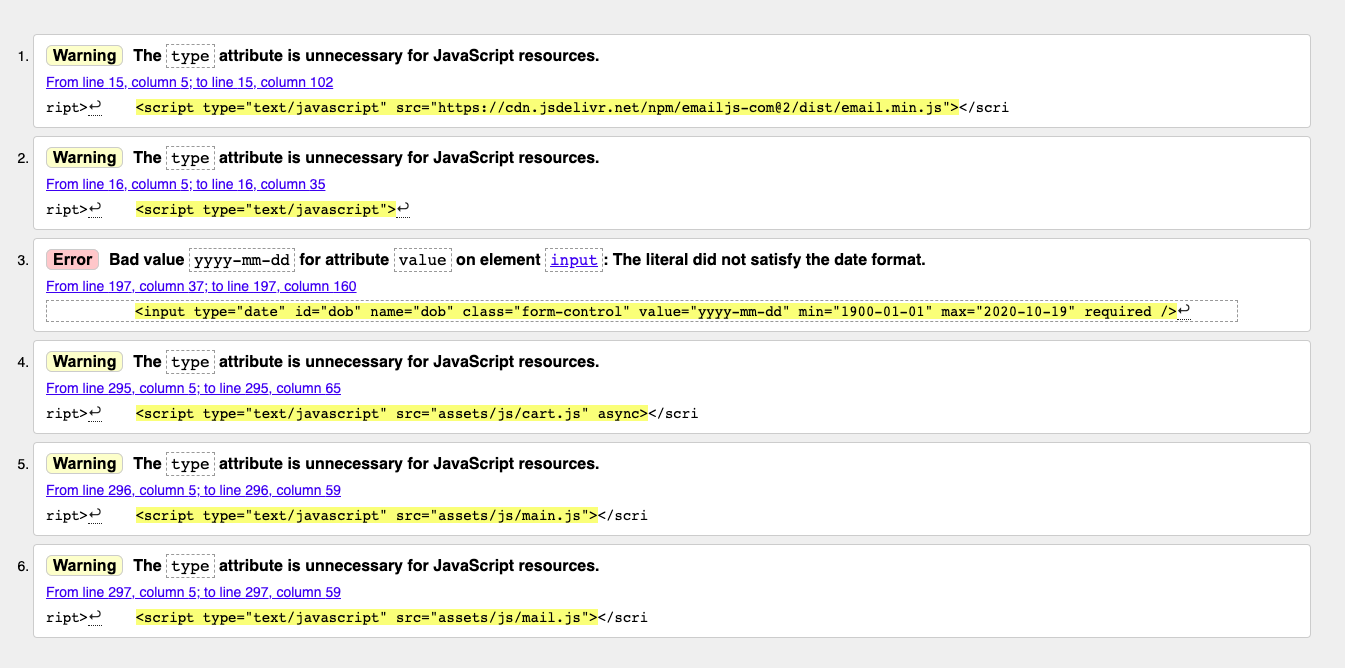 1. Warning The type attribute is unnecessary for JavaScript resources.
From line 15, column 5; to line 15, column 102
ript>↩ <script type="text/javascript" src="https://cdn.jsdelivr.net/npm/emailjs-com@2/dist/email.min.js"></scri
2. Warning The type attribute is unnecessary for JavaScript resources.
From line 16, column 5; to line 16, column 35
ript>↩ <script type="text/javascript">↩
3. Error Bad value yyyy-mm-dd for attribute value on element input: The literal did not satisfy the date format.
From line 197, column 37; to line 197, column 160
<input type="date" id="dob" name="dob" class="form-control" value="yyyy-mm-dd" min="1900-01-01" max="2020-10-19" required />↩
4. Warning The type attribute is unnecessary for JavaScript resources.
From line 295, column 5; to line 295, column 65
ript>↩ <script type="text/javascript" src="assets/js/cart.js" async></scri
5. Warning The type attribute is unnecessary for JavaScript resources.
From line 296, column 5; to line 296, column 59
ript>↩ <script type="text/javascript" src="assets/js/main.js"></scri
6. Warning The type attribute is unnecessary for JavaScript resources.
From line 297, column 5; to line 297, column 59
ript>↩ <script type="text/javascript" src="assets/js/mail.js"></scri